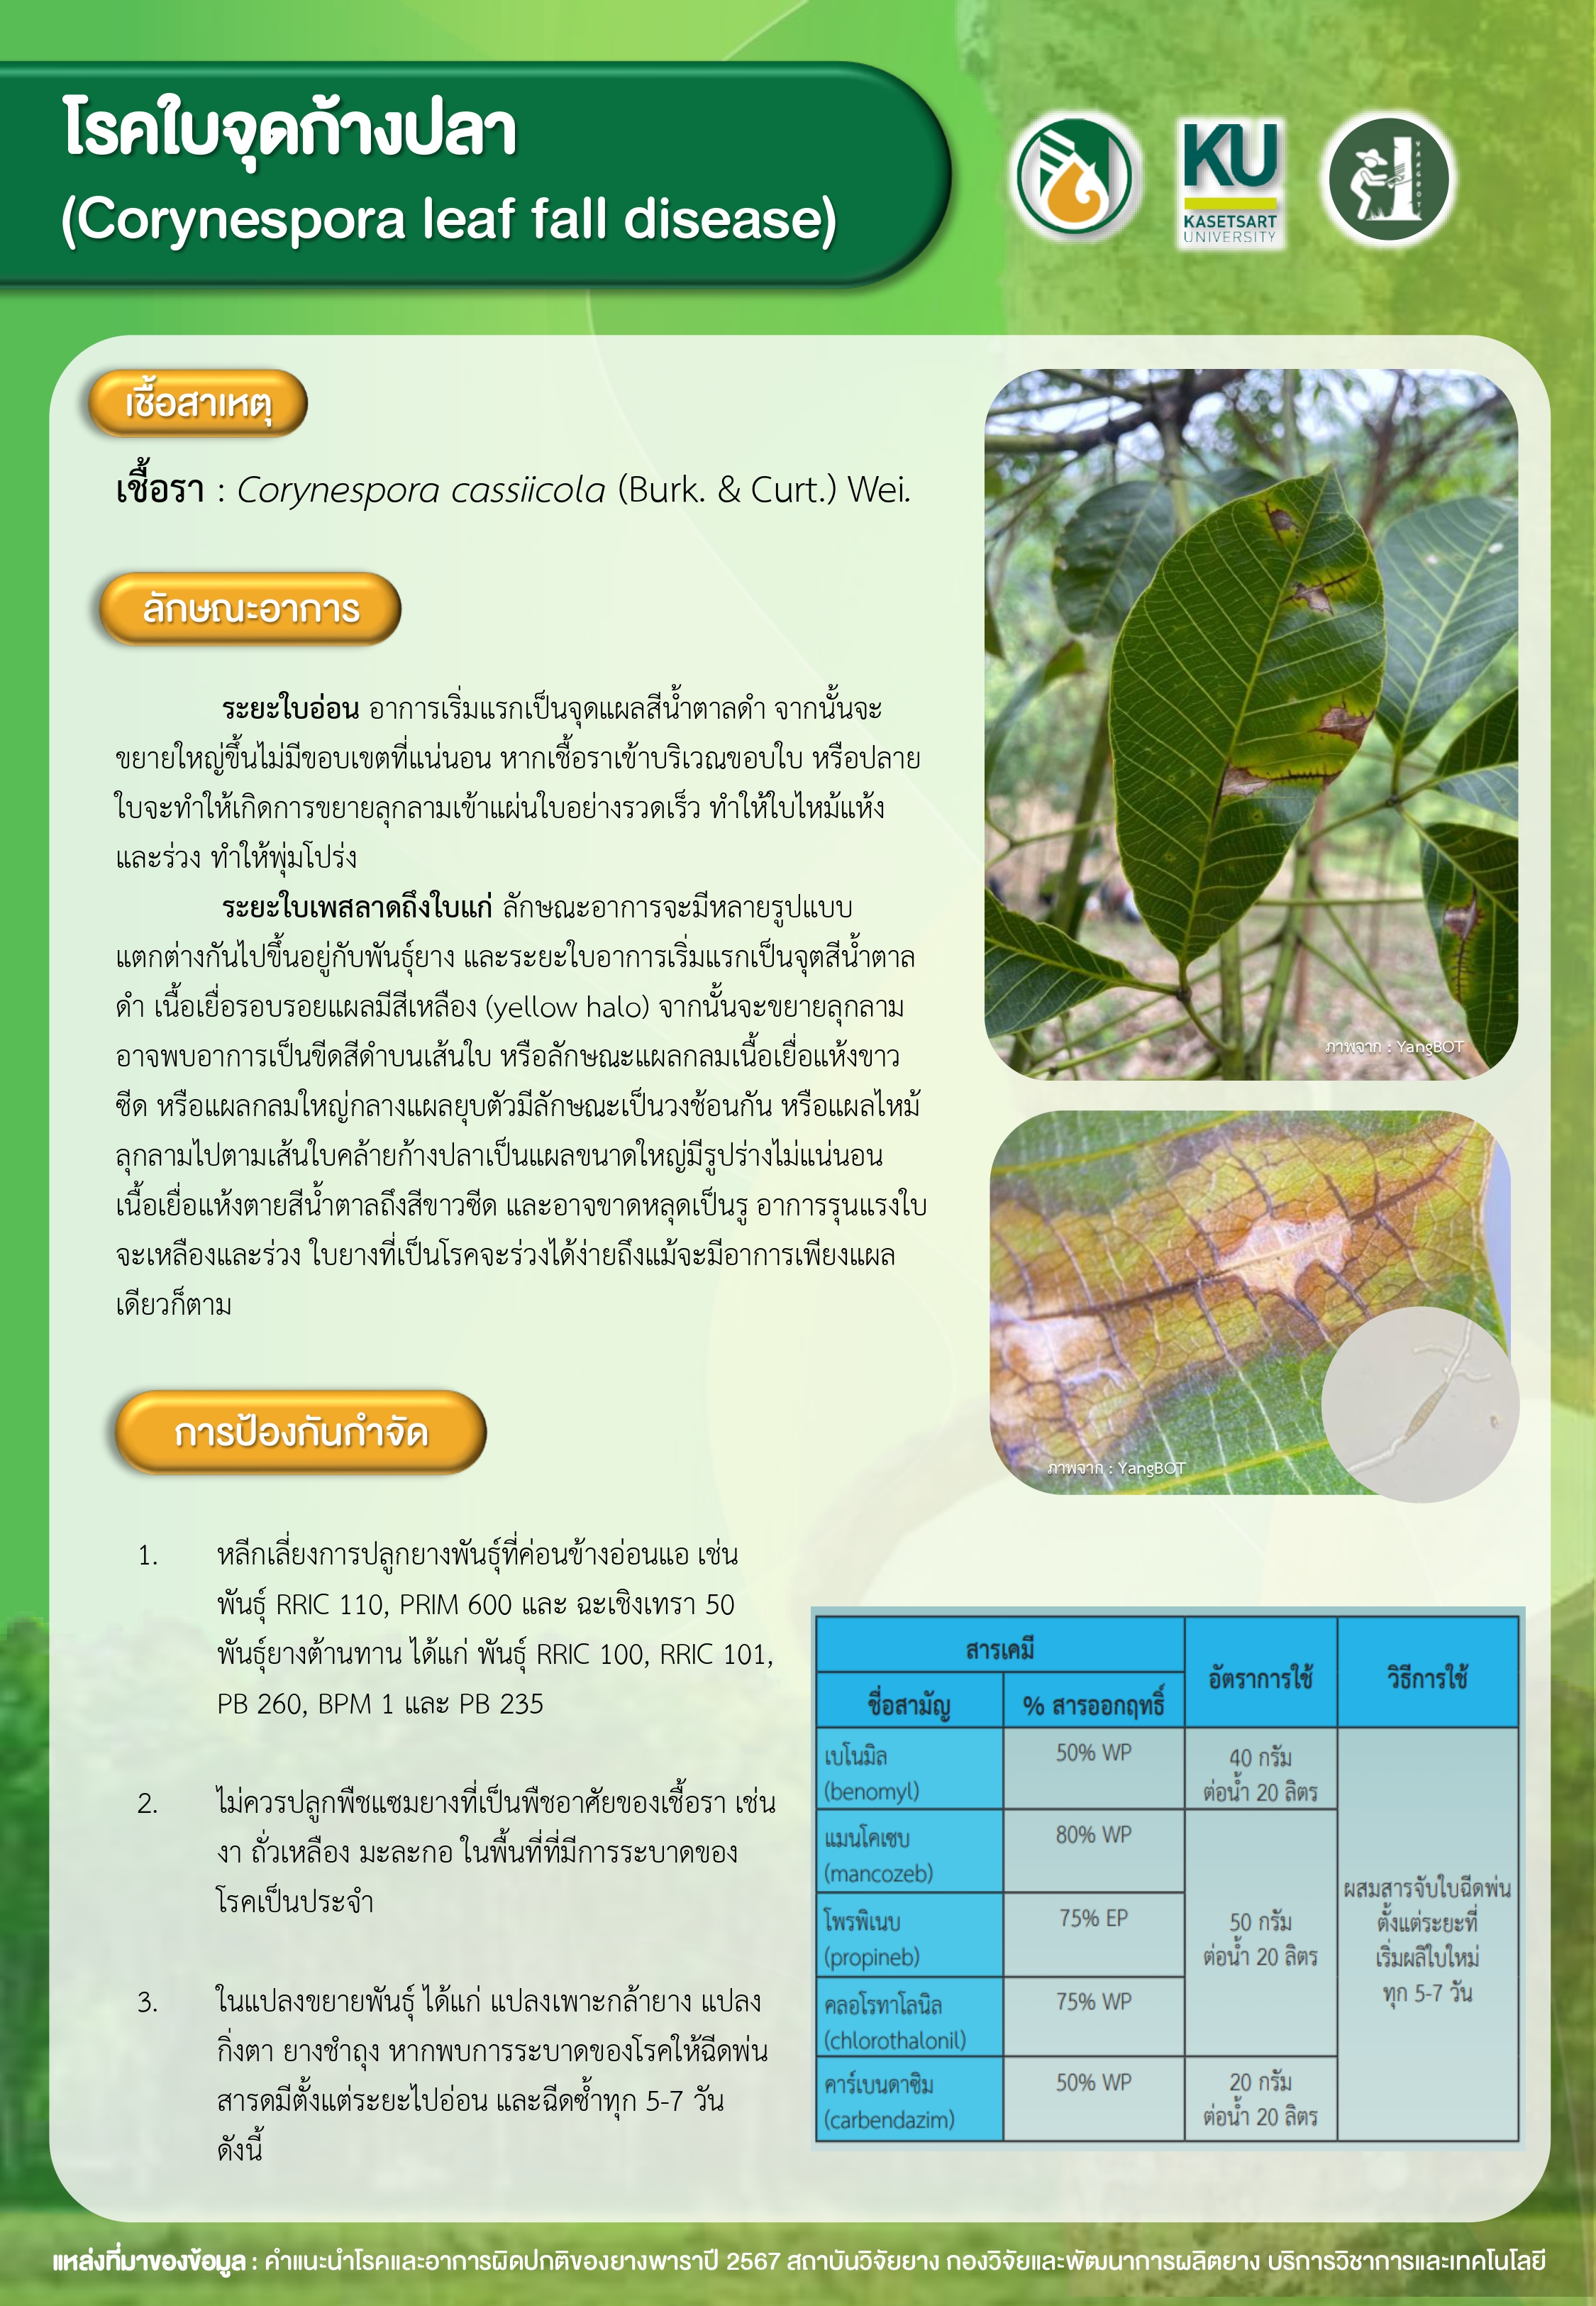 โรคใบจุดก้างปลา
(Corynespora leaf fall disease)
KU
KASETSART
UNIVERSITY
YANGBOT
เชื้อสาเหตุ
เชื้อรา : Corynespora cassiicola (Burk. & Curt.) Wei.
ลักษณะอาการ
ระยะใบอ่อน อาการเริ่มแรกเป็นจุดแผลสีน้ำตาลดำ จากนั้นจะ
ขยายใหญ่ขึ้นไม่มีขอบเขตที่แน่นอน หากเชื้อราเข้าบริเวณขอบใบ หรือปลาย
ใบจะทำให้เกิดการขยายลุกลามเข้าแผ่นใบอย่างรวดเร็ว ทำให้ใบไหม้แห้ง
และร่วง ทำให้พุ่มโปร่ง
ระยะใบเพสลาดถึงใบแก่ ลักษณะอาการจะมีหลายรูปแบบ
แตกต่างกันไปขึ้นอยู่กับพันธุ์ยาง และระยะใบอาการเริ่มแรกเป็นจุตสีน้ำตาล
ดำ เนื้อเยื่อรอบรอยแผลมีสีเหลือง (yellow halo) จากนั้นจะขยายลุกลาม
อาจพบอาการเป็นขีดสีดำบนเส้นใบ หรือลักษณะแผลกลมเนื้อเยื่อแห้งขาว
ซีด หรือแผลกลมใหญ่กลางแผลยุบตัวมีลักษณะเป็นวงซ้อนกัน หรือแผลไหม้
ลุกลามไปตามเส้นใบคล้ายก้างปลาเป็นแผลขนาดใหญ่มีรูปร่างไม่แน่นอน
เนื้อเยื่อแห้งตายสีน้ำตาลถึงสีขาวซีด และอาจขาดหลุดเป็นรู อาการรุนแรงใบ
จะเหลืองและร่วง ใบยางที่เป็นโรคจะร่วงได้ง่ายถึงแม้จะมีอาการเพียงแผล
เดียวก็ตาม
ภาพจาก : YangBOT
ภาพจาก : YangBOT
การป้องกันกำจัด
1. หลีกเลี่ยงการปลูกยางพันธุ์ที่ค่อนข้างอ่อนแอ เช่น
พันธุ์ RRIC 110, PRIM 600 และ ฉะเชิงเทรา 50
พันธุ์ยางต้านทาน ได้แก่ พันธุ์ RRIC 100, RRIC 101,
PB 260, BPM 1 และ PB 235
2. ไม่ควรปลูกพืชแซมยางที่เป็นพืชอาศัยของเชื้อรา เช่น
งา ถั่วเหลือง มะละกอ ในพื้นที่ที่มีการระบาดของ
โรคเป็นประจำ
3. ในแปลงขยายพันธุ์ ได้แก่ แปลงเพาะกล้ายาง แปลง
กิ่งตา ยางชำถุง หากพบการระบาดของโรคให้ฉีดพ่น
สารดมีตั้งแต่ระยะไปอ่อน และฉีดซ้ำทุก 5-7 วัน
ดังนี้
สารเคมี
อัตราการใช้ วิธีการใช้
ชื่อสามัญ % สารออกฤทธิ์
เบโนมิล 50% WP 40 กรัม
(benomyl) ต่อน้ำ 20 ลิตร
แมนโคเซบ 80% WP
(mancozeb)
โพรพิเนบ 75% EP 50 กรัม
(propineb) ต่อน้ำ 20 ลิตร
คลอโรทาโลนิล 75% WP
(chlorothalonil)
คาร์เบนดาซิม 50% WP 20 กรัม
(carbendazim) ต่อน้ำ 20 ลิตร
ผสมสารจับใบฉีดพ่น
ตั้งแต่ระยะที่
เริ่มผลิใบใหม่
ทุก 5-7 วัน
แหล่งที่มาของข้อมูล : คำแนะนำโรคและอาการผิดปกติของยางพาราปี 2567 สถาบันวิจัยยาง กองวิจัยและพัฒนาการผลิตยาง บริการวิชาการและเทคโนโลยี